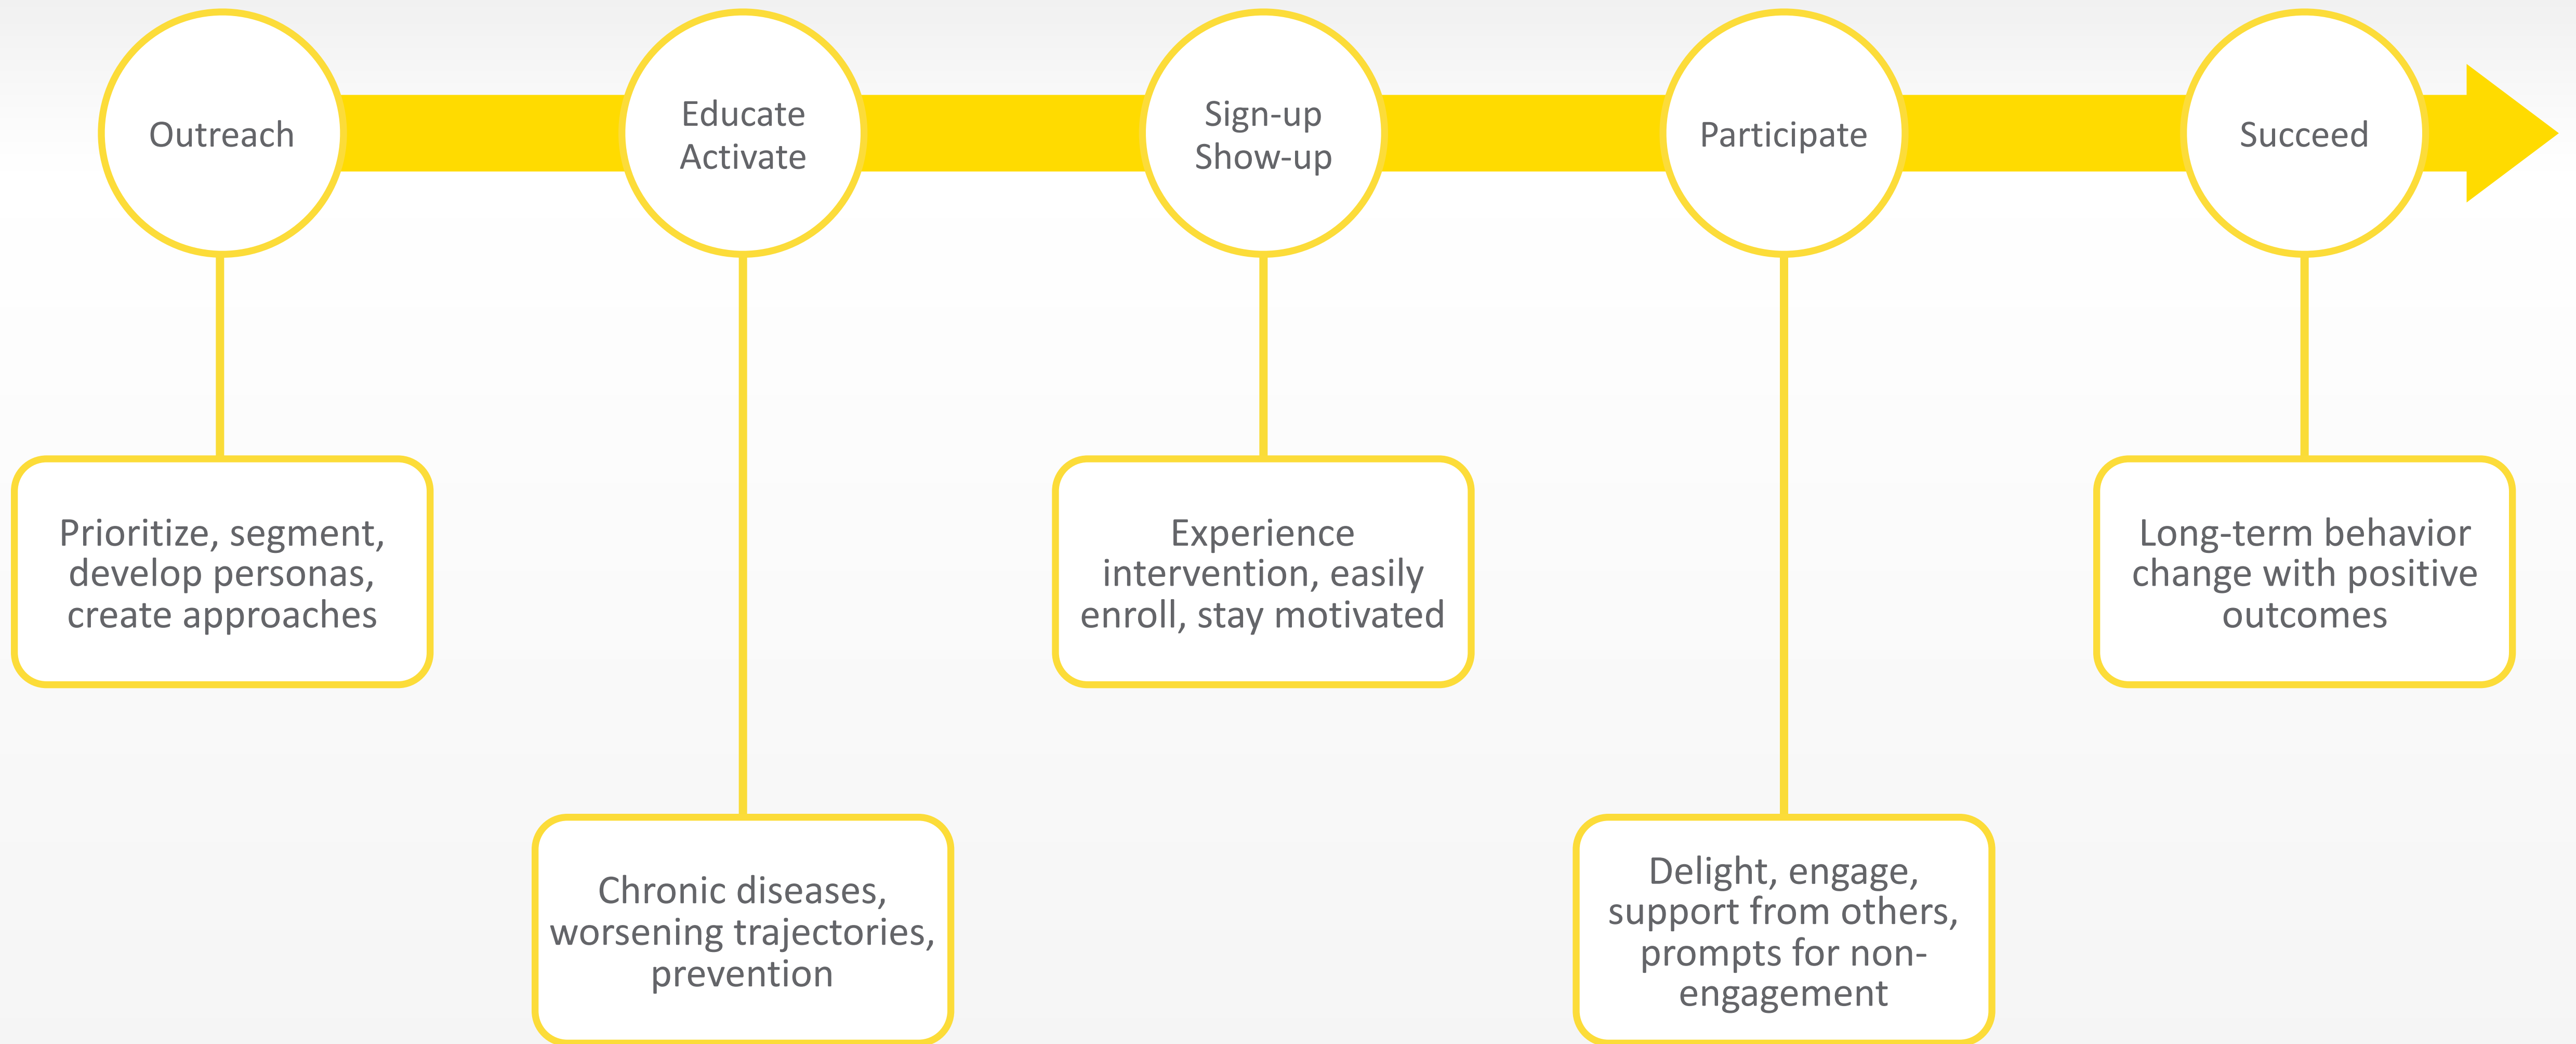 Outreach
Educate
Activate
Sign-up
Show-up
Participate
Succeed
Prioritize, segment,
develop personas,
create approaches
Chronic diseases,
worsening trajectories,
prevention
Experience
intervention, easily
enroll, stay motivated
Delight, engage,
support from others,
prompts for non-
engagement
Long-term behavior
change with positive
outcomes